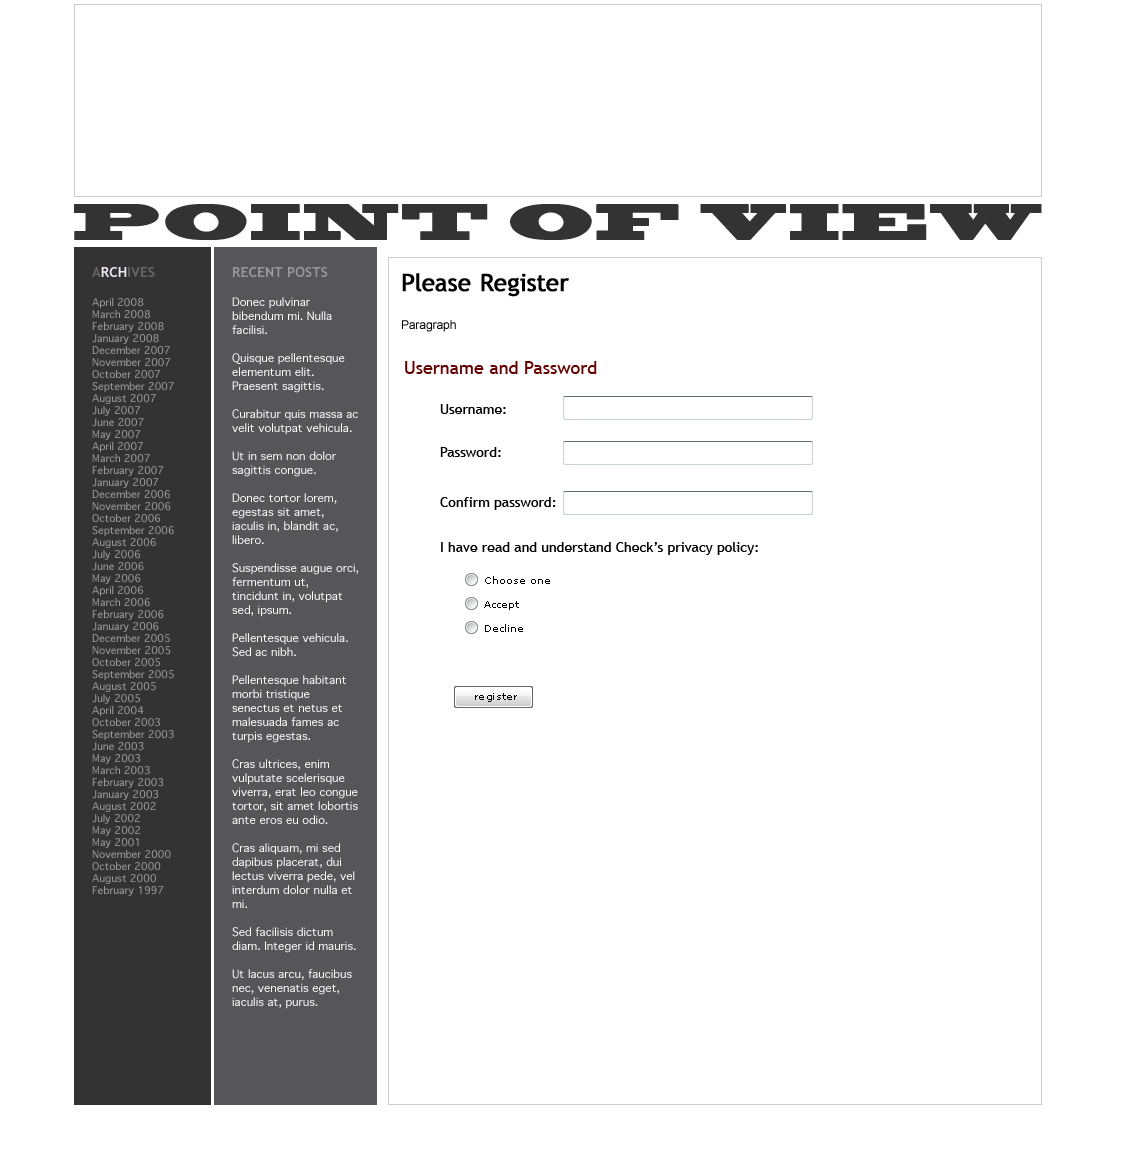 POINT OF VIEW
ARCHIVES
April 2008
March 2008
February 2008
January 2008
December 2007
November 2007
October 2007
September 2007
August 2007
July 2007
June 2007
May 2007
April 2007
March 2007
February 2007
January 2007
December 2006
November 2006
October 2006
September 2006
August 2006
July 2006
June 2006
May 2006
April 2006
March 2006
February 2006
January 2006
December 2005
November 2005
October 2005
September 2005
August 2005
July 2005
April 2004
October 2003
September 2003
June 2003
May 2003
March 2003
February 2003
January 2003
August 2002
July 2002
May 2002
May 2001
November 2000
October 2000
August 2000
February 1997
RECENT POSTS
Donec pulvinar
bibendum mi. Nulla
facilisi.
Quisque pellentesque
elementum elit.
Praesent sagittis.
Curabitur quis massa ac
velit volutpat vehicula.
Ut in sem non dolor
sagittis congue.
Donec tortor lorem,
egestas sit amet,
iaculis in, blandit ac,
libero.
Suspendisse augue orci,
fermentum ut,
tincidunt in, volutpat
sed, ipsum.
Pellentesque vehicula.
Sed ac nibh.
Pellentesque habitant
morbi tristique
senectus et netus et
malesuada fames ac
turpis egestas.
Cras ultrices, enim
vulputate scelerisque
viverra, erat leo congue
tortor, sit amet lobortis
ante eros eu odio.
Cras aliquam, mi sed
dapibus placerat, dui
lectus viverra pede, vel
interdum dolor nulla et
mi.
Sed facilisis dictum
diam. Integer id mauris.
Ut lacus arcu, faucibus
nec, venenatis eget,
iaculis at, purus.
Please Register
Paragraph
Username and Password
Username:
Password:
Confirm password:
I have read and understand Check's privacy policy:
Choose one
Accept
Decline
register